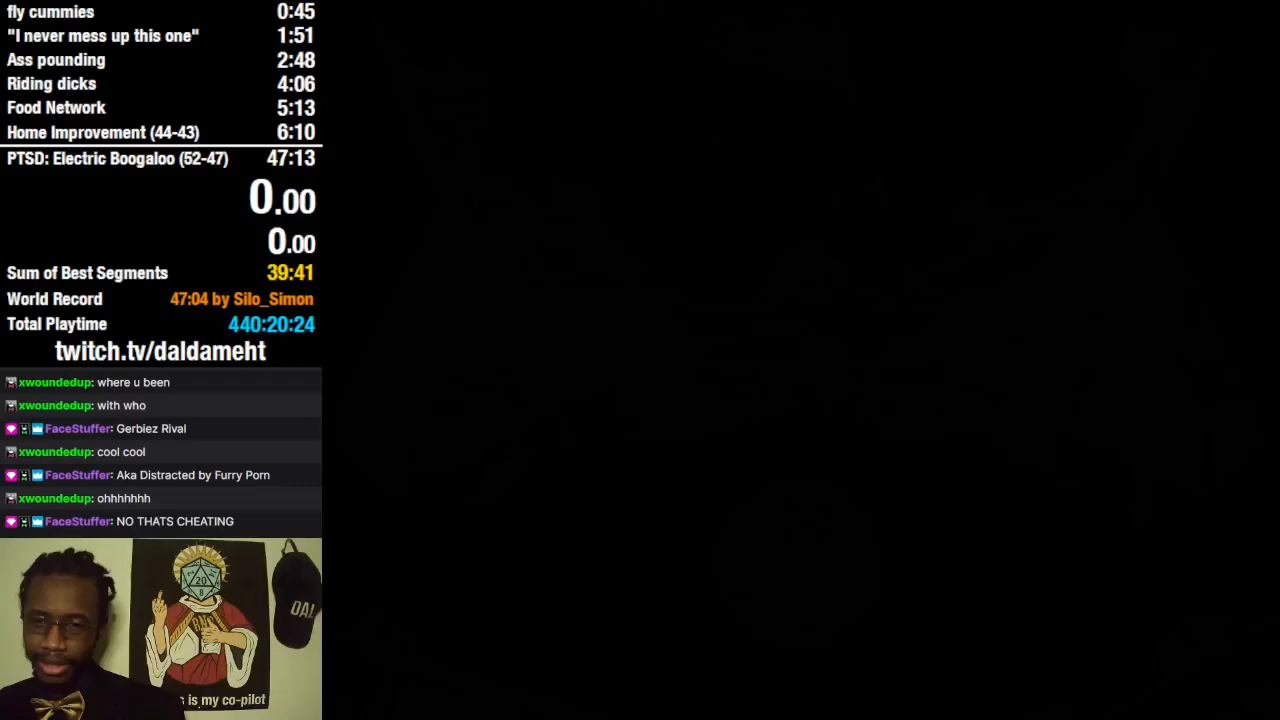 fly cummies 0:45
"I never mess up this one" 1:51
Ass pounding 2:48
Riding dicks 4:06
Food Network 5:13
Home Improvement (44-43) 6:10
PTSD: Electric Boogaloo (52-47) 47:13
0.00
0.00
Sum of Best Segments 39:41
World Record 47:04 by Silo_Simon
Total Playtime 440:20:24
twitch.tv/daldameht
xwoundedup: where u been
xwoundedup: with who
FaceStuffer: Gerbiez Rival
xwoundedup: cool cool
FaceStuffer: Aka Distracted by Furry Porn
xwoundedup: ohhhhhhh
FaceStuffer: NO THATS CHEATING
20
8
DAL
is my co-pilot